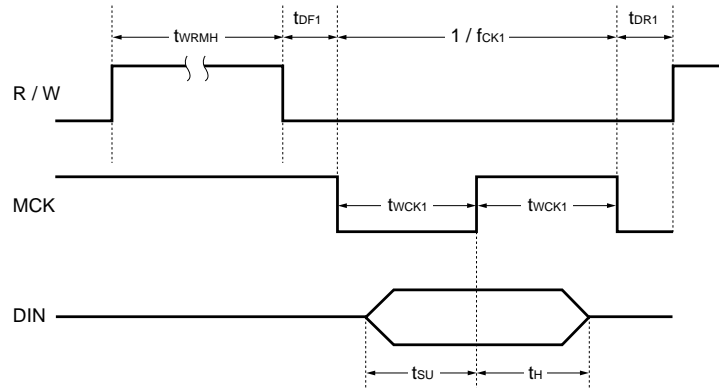 tDF1 tDR1
tWRMH 1 / fCK1
R / W
MCK tWCK1 tWCK1
DIN
tSU tH